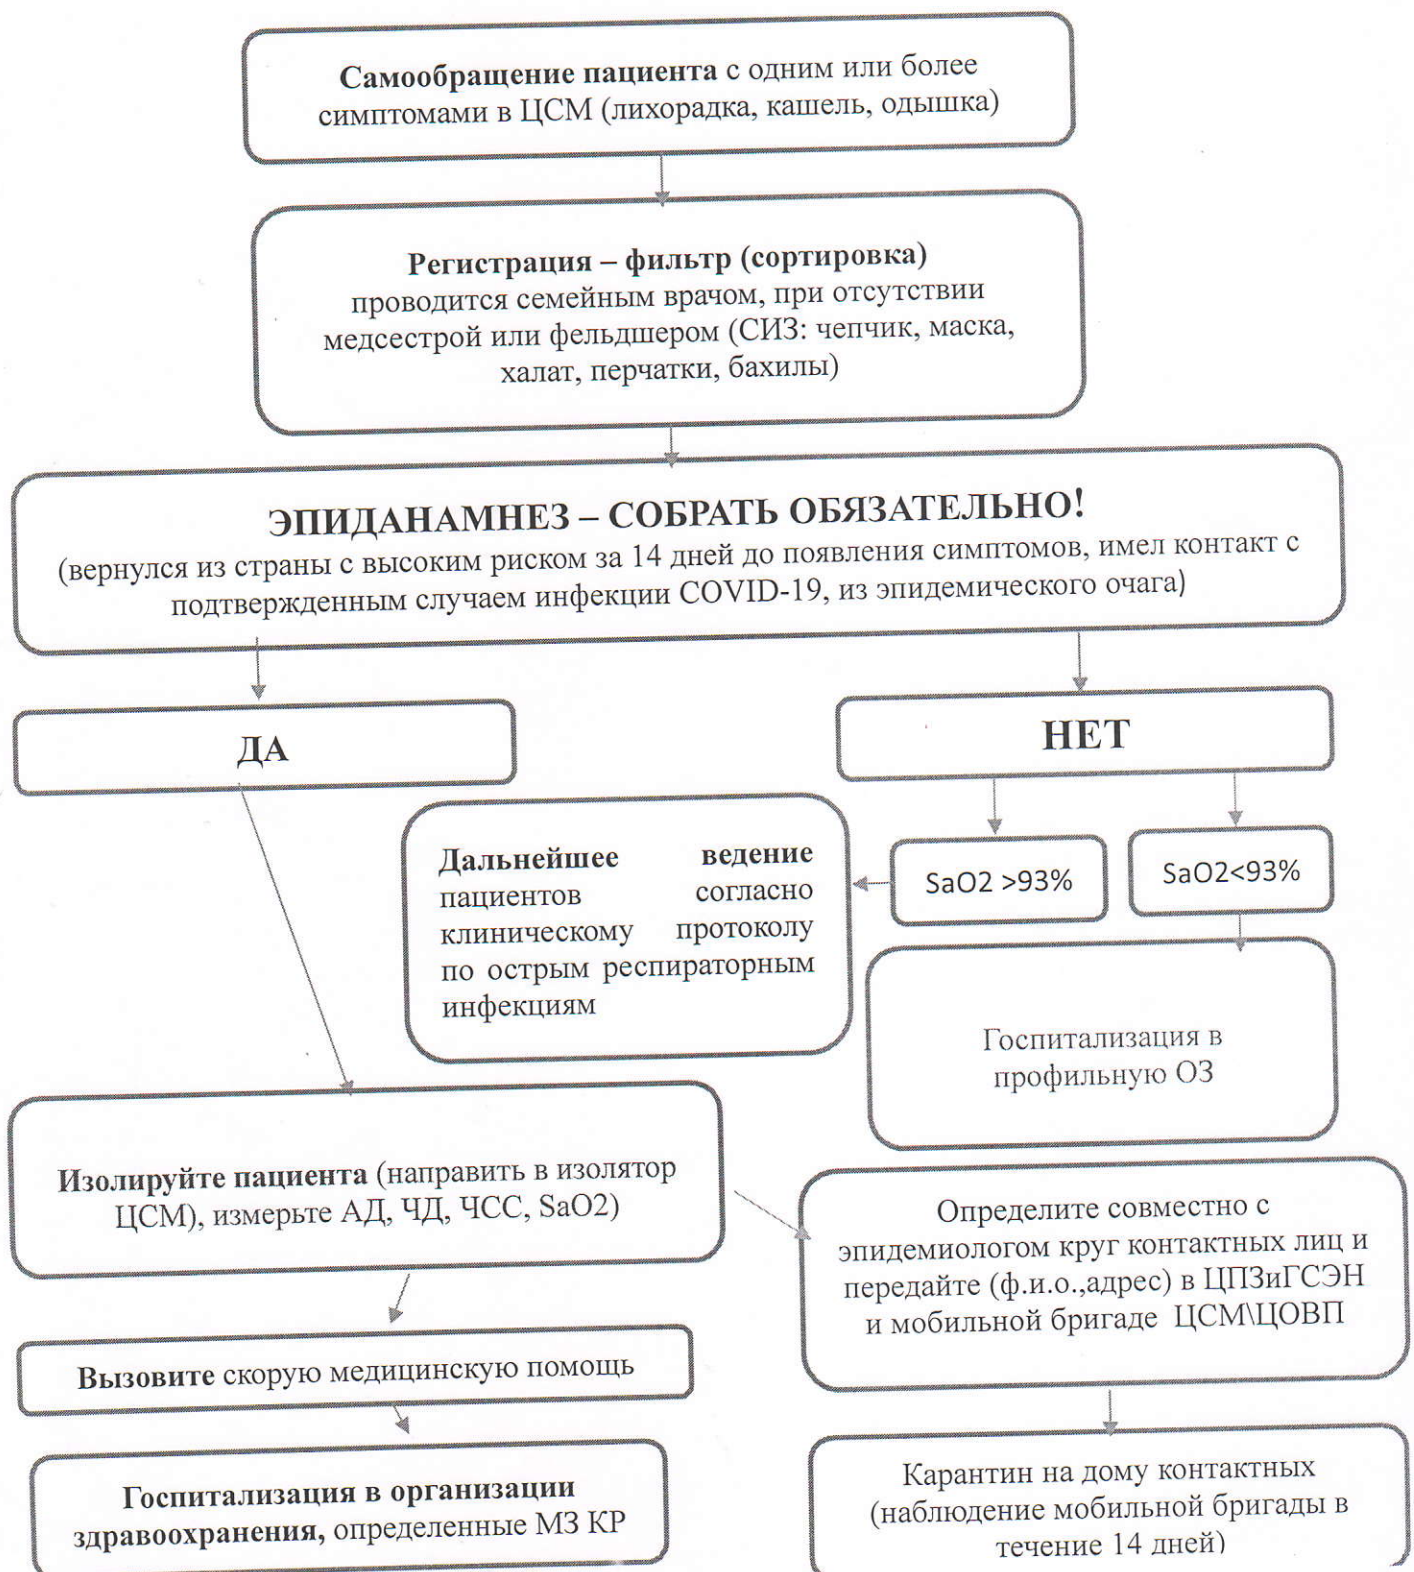 Самообращение пациента с одним или более
симптомами в ЦСМ (лихорадка, кашель, одышка)
Регистрация – фильтр (сортировка)
проводится семейным врачом, при отсутствии
медсестрой или фельдшером (СИЗ: чепчик, маска,
халат, перчатки, бахилы)
ЭПИДАНАМНЕЗ – СОБРАТЬ ОБЯЗАТЕЛЬНО!
(вернулся из страны с высоким риском за 14 дней до появления симптомов, имел контакт с
подтвержденным случаем инфекции COVID-19, из эпидемического очага)
ДА
НЕТ
SaO2 >93%
SaO2<93%
Дальнейшее ведение
пациентов согласно
клиническому протоколу
по острым респираторным
инфекциям
Госпитализация в
профильную ОЗ
Изолируйте пациента (направить в изолятор
ЦСМ), измерьте АД, ЧД, ЧСС, SaO2)
Определите совместно с
эпидемиологом круг контактных лиц и
передайте (ф.и.о.,адрес) в ЦПЗиГСЭН
и мобильной бригаде ЦСМ\ЦОВП
Вызовите скорую медицинскую помощь
Госпитализация в организации
здравоохранения, определенные МЗ КР
Карантин на дому контактных
(наблюдение мобильной бригады в
течение 14 дней)